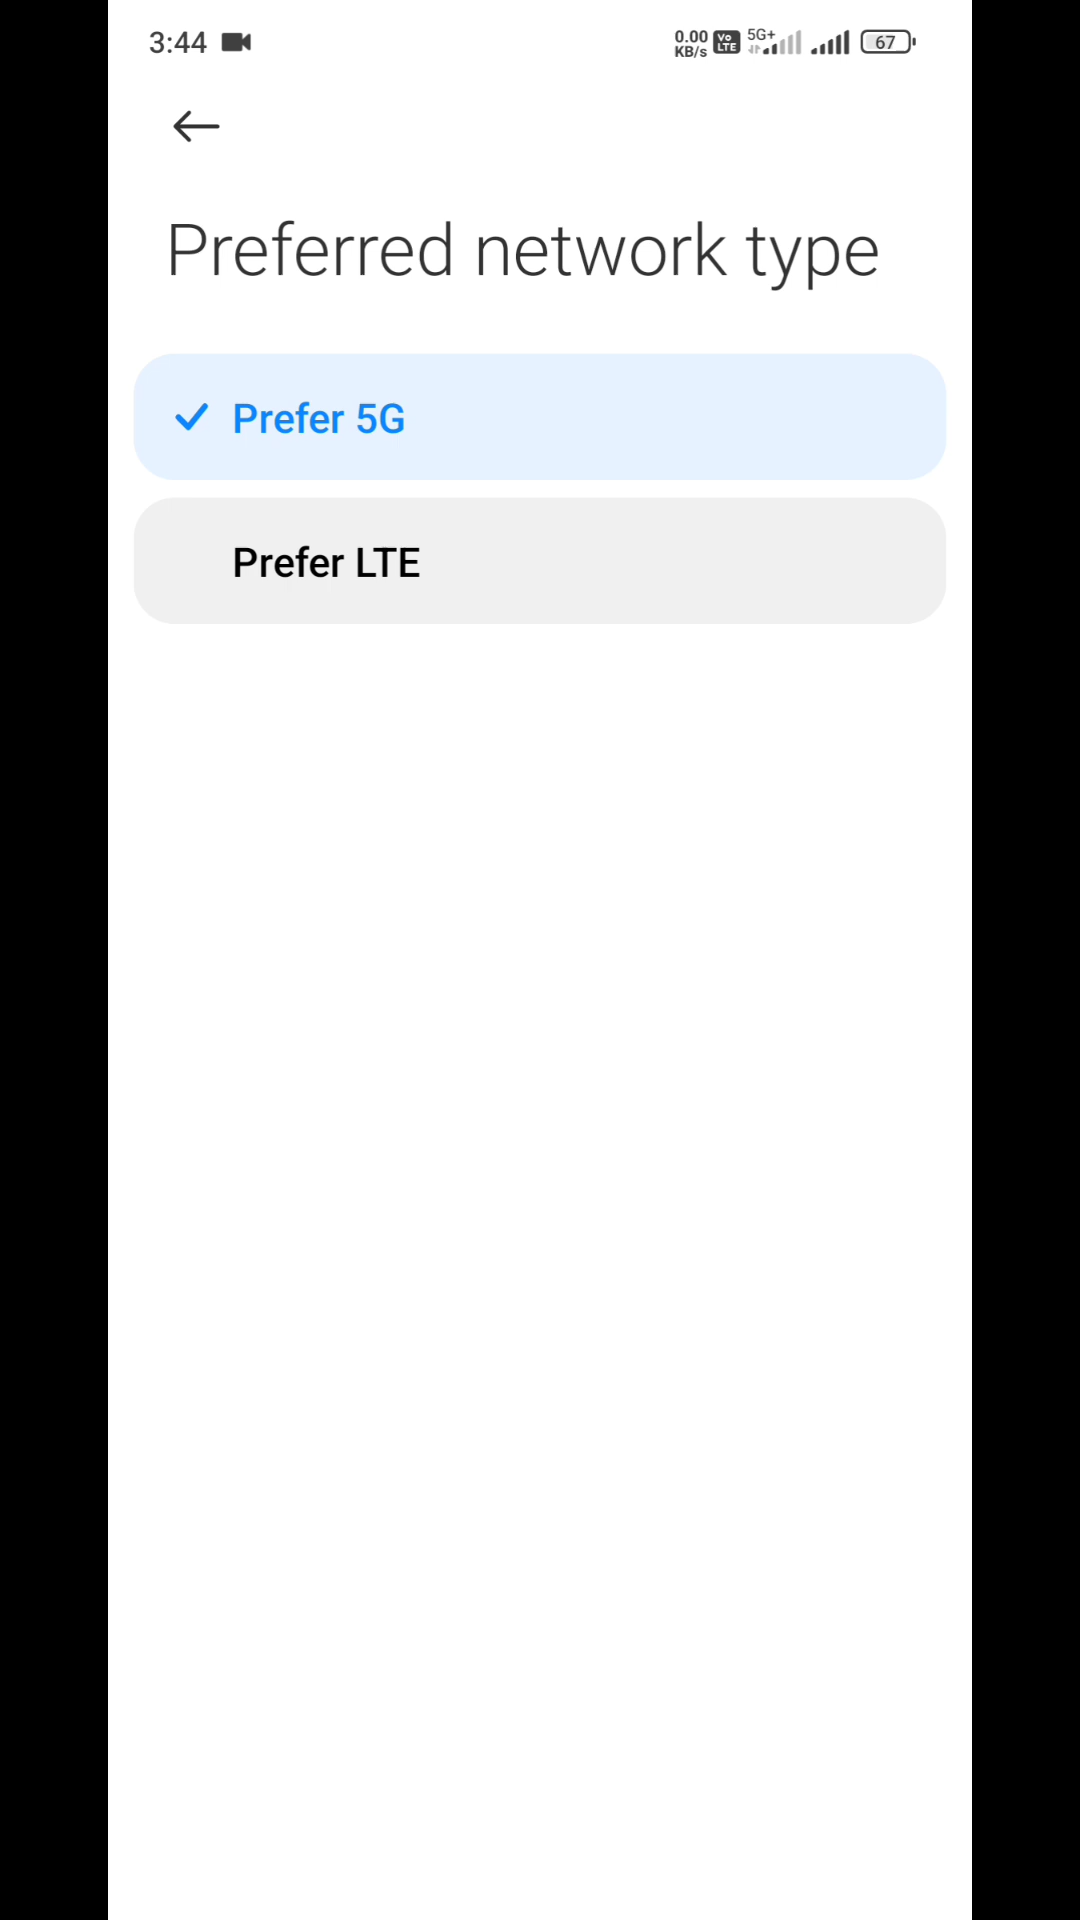 3:44
0.00
KB/s
Vo
LTE
5G+
67
Preferred network type
Prefer 5G
Prefer LTE